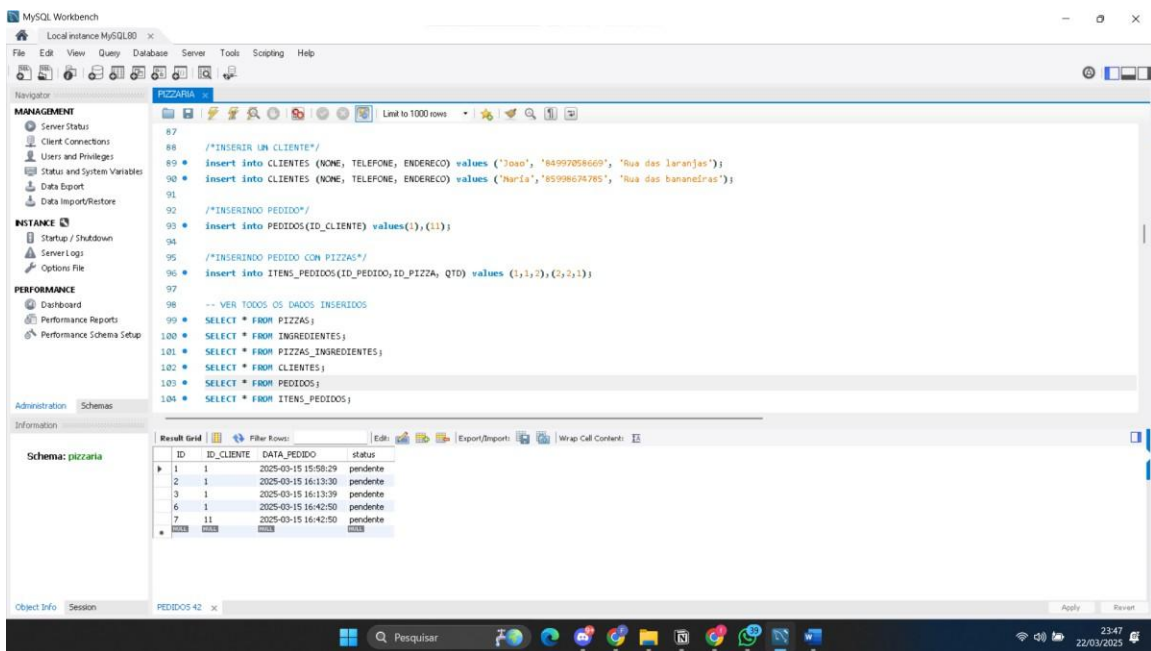 MySQL Workbench
Local instance MySQL80 ×
File Edit View Query Database Server Tools Scripting Help
Navigator
PIZZARIA ×
MANAGEMENT
Server Status
Client Connections
Users and Privileges
Status and System Variables
Data Export
Data Import/Restore
INSTANCE
Startup / Shutdown
Server Logs
Options File
PERFORMANCE
Dashboard
Performance Reports
Performance Schema Setup
Administration Schemas
Information
Schema: pizzaria
Object Info Session
Limit to 1000 rows
87
88 /*INSERIR UM CLIENTE*/
89 insert into CLIENTES (NOME, TELEFONE, ENDERECO) values ('Joao', '84997058669', 'Rua das laranjas');
90 insert into CLIENTES (NOME, TELEFONE, ENDERECO) values ('Maria','85998674785', 'Rua das bananeiras');
91
92 /*INSERINDO PEDIDO*/
93 insert into PEDIDOS(ID_CLIENTE) values(1),(11);
94
95 /*INSERINDO PEDIDO COM PIZZAS*/
96 insert into ITENS_PEDIDOS(ID_PEDIDO,ID_PIZZA, QTD) values (1,1,2),(2,2,1);
97
98 -- VER TODOS OS DADOS INSERIDOS
99 SELECT * FROM PIZZAS;
100 SELECT * FROM INGREDIENTES;
101 SELECT * FROM PIZZAS_INGREDIENTES;
102 SELECT * FROM CLIENTES;
103 SELECT * FROM PEDIDOS;
104 SELECT * FROM ITENS_PEDIDOS;
Result Grid Filter Rows: Edit: Export/Import: Wrap Cell Content:
ID ID_CLIENTE DATA_PEDIDO status
1 1 2025-03-15 15:58:29 pendente
2 1 2025-03-15 16:13:30 pendente
3 1 2025-03-15 16:13:39 pendente
6 1 2025-03-15 16:42:50 pendente
7 11 2025-03-15 16:42:50 pendente
NULL NULL NULL NULL
PEDIDOS 42 ×
Apply Revert
Pesquisar
39
23:47
22/03/2025